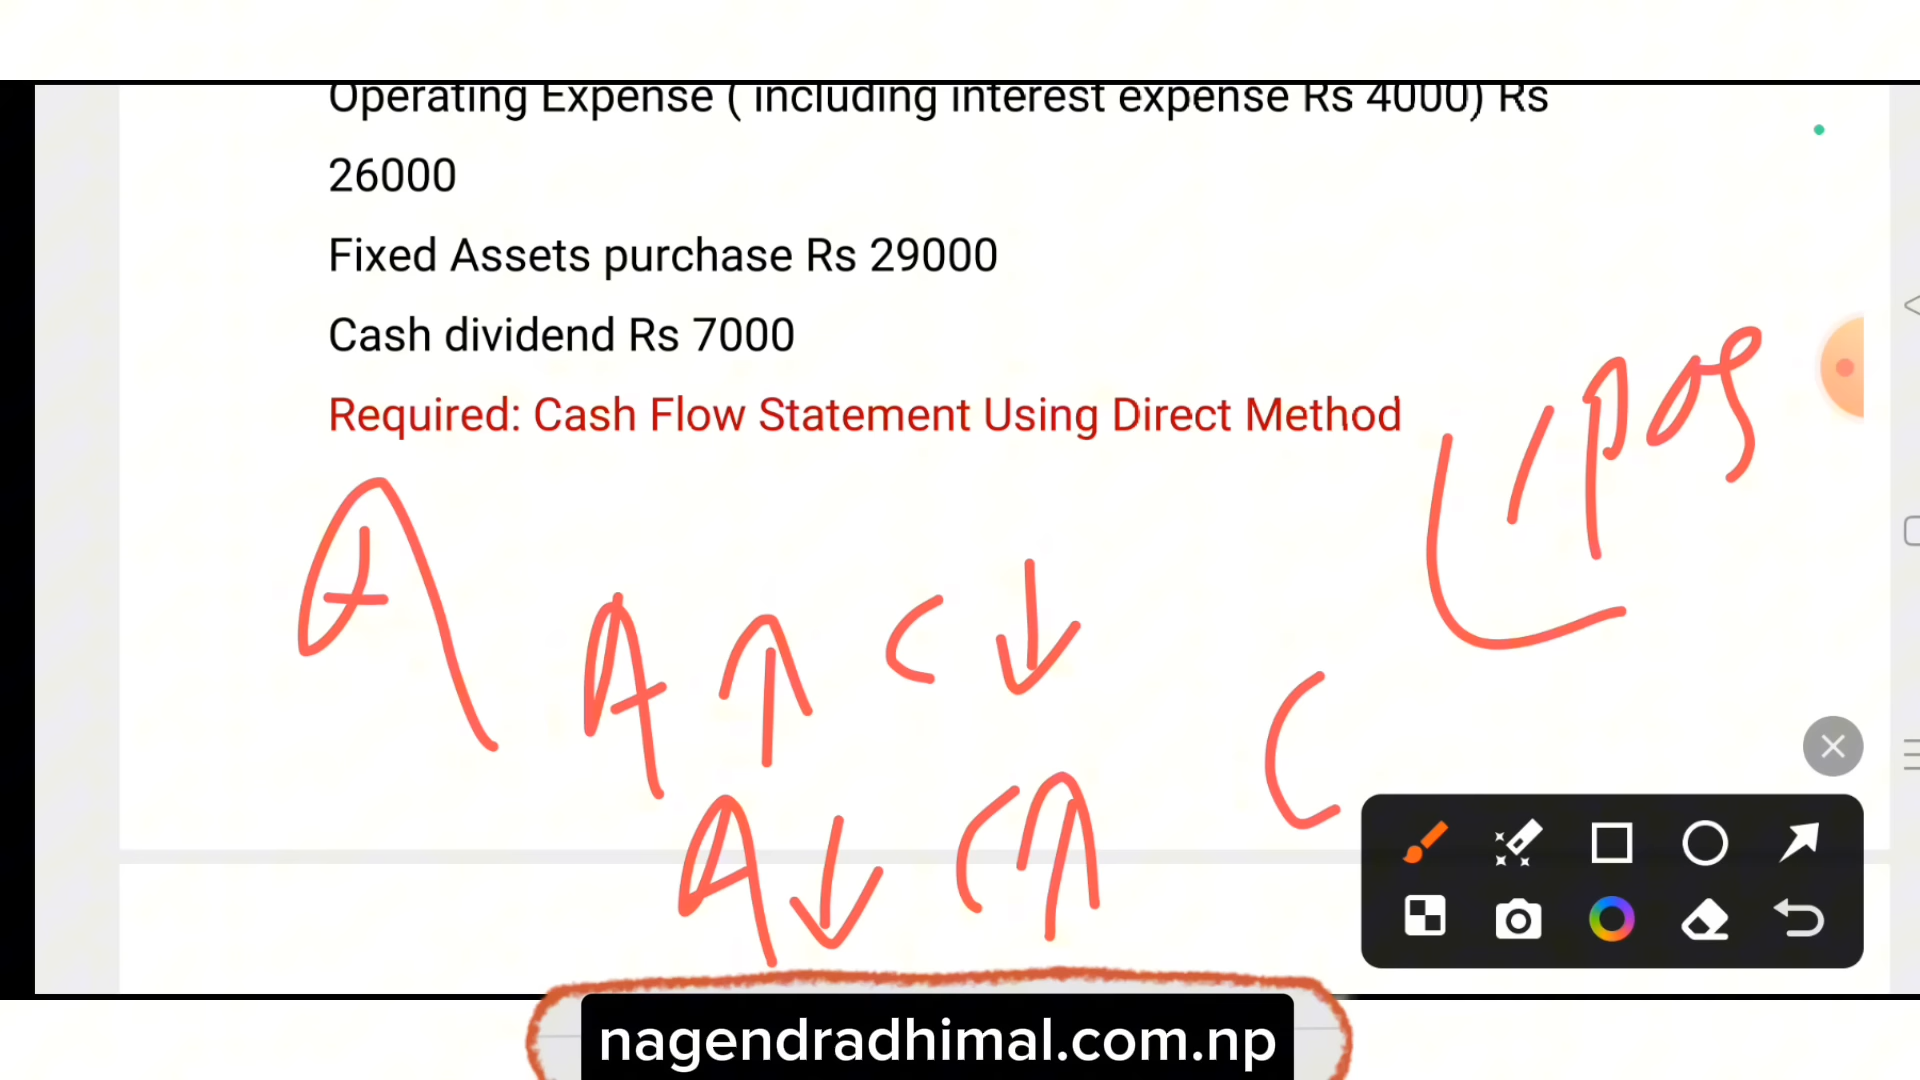 Operating Expense ( including interest expense Rs 4000) Rs
26000
Fixed Assets purchase Rs 29000
Cash dividend Rs 7000
Required: Cash Flow Statement Using Direct Method
A
A ↑ C ↓
C
A ↓ C ↑
nagendradhimal.com.np